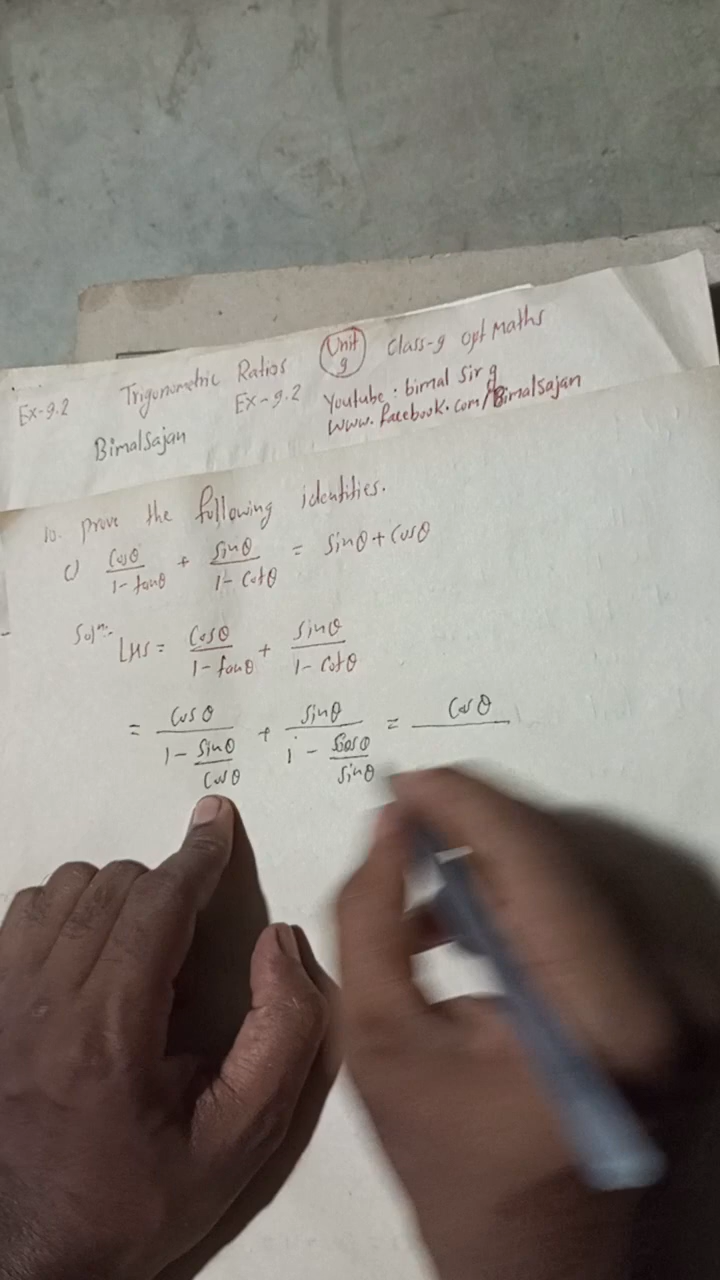 Ex-9.2 Trigonometric Ratios Ex-9.2 Unit 9 Class-9 Opt Maths
BimalSajan Youtube: bimal Sir g
www.facebook.com/Bimalsajan
10. prove the following identities.
c) Cosθ/1-tanθ + Sinθ/1-Cotθ = Sinθ+Cosθ
Soln:- LHS = Cosθ/1-tanθ + Sinθ/1-Cotθ
= Cosθ/(1-Sinθ/Cosθ) + Sinθ/(1-Cosθ/Sinθ) = Cosθ/